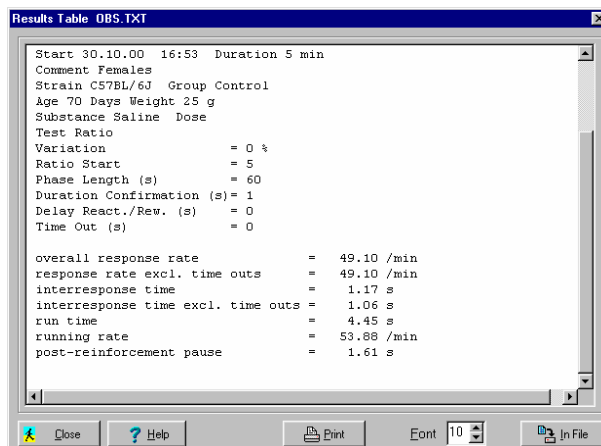 Results Table OBS.TXT
Start 30.10.00 16:53 Duration 5 min
Comment Females
Strain C57BL/6J Group Control
Age 70 Days Weight 25 g
Substance Saline Dose
Test Ratio
Variation = 0 %
Ratio Start = 5
Phase Length (s) = 60
Duration Confirmation (s)= 1
Delay React./Rew. (s) = 0
Time Out (s) = 0
overall response rate = 49.10 /min
response rate excl. time outs = 49.10 /min
interresponse time = 1.17 s
interresponse time excl. time outs = 1.06 s
run time = 4.45 s
running rate = 53.88 /min
post-reinforcement pause = 1.61 s
Close Help Print Font 10 In File